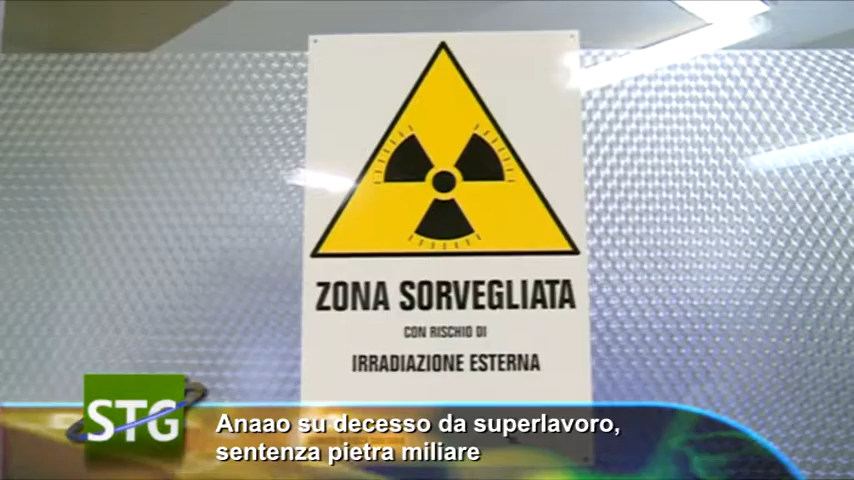 ZONA SORVEGLIATA
CON RISCHIO DI
IRRADIAZIONE ESTERNA
STG
Anaao su decesso da superlavoro,
sentenza pietra miliare